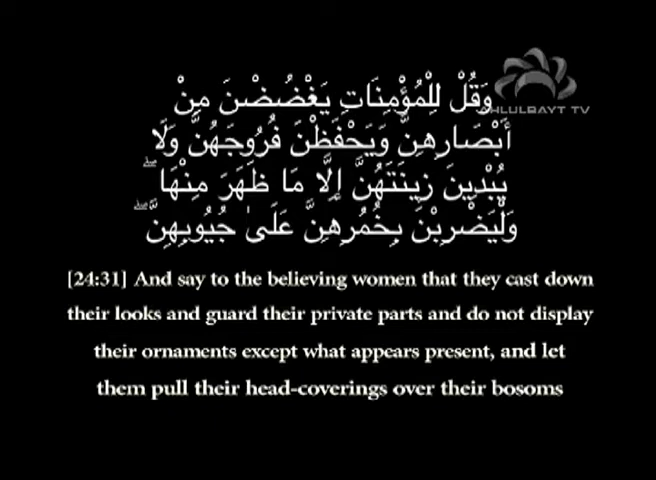 AHLULBAYT TV
وَقُلْ لِلْمُؤْمِنَاتِ يَغْضُضْنَ مِنْ
أَبْصَارِهِنَّ وَيَحْفَظْنَ فُرُوجَهُنَّ وَلَا
يُبْدِينَ زِينَتَهُنَّ إِلَّا مَا ظَهَرَ مِنْهَا ۖ
وَلْيَضْرِبْنَ بِخُمُرِهِنَّ عَلَىٰ جُيُوبِهِنَّ ۖ
[24:31] And say to the believing women that they cast down
their looks and guard their private parts and do not display
their ornaments except what appears present, and let
them pull their head-coverings over their bosoms